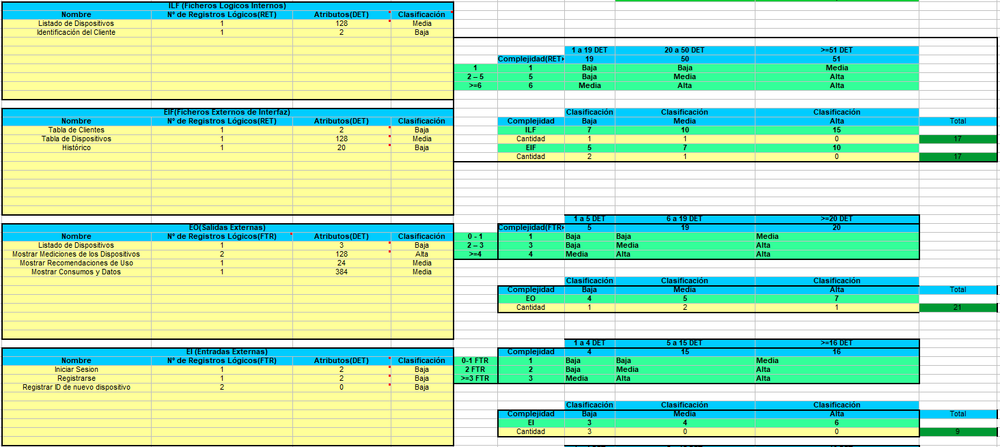 ILF (Ficheros Logicos Internos)
Nombre Nº de Registros Lógicos(RET) Atributos(DET) Clasificación
Listado de Dispositivos 1 128 Media
Identificación del Cliente 1 2 Baja
1 a 19 DET 20 a 50 DET >=51 DET
Complejidad(RET 19 50 51
1 1 Baja Baja Media
2 – 5 5 Baja Media Alta
>=6 6 Media Alta Alta
EIF(Ficheros Externos de Interfaz)
Nombre Nº de Registros Lógicos(RET) Atributos(DET) Clasificación
Tabla de Clientes 1 2 Baja
Tabla de Dispositivos 1 128 Media
Histórico 1 20 Baja
Clasificación Clasificación Clasificación
Complejidad Baja Media Alta Total
ILF 7 10 15
Cantidad 1 1 0 17
EIF 5 7 10
Cantidad 2 1 0 17
EO(Salidas Externas)
Nombre Nº de Registros Lógicos(FTR) Atributos(DET) Clasificación
Listado de Dispositivos 1 3 Baja
Mostrar Mediciones de los Dispositivos 2 128 Alta
Mostrar Recomendaciones de Uso 1 24 Media
Mostrar Consumos y Datos 1 384 Media
1 a 5 DET 6 a 19 DET >=20 DET
Complejidad(FTR 5 19 20
0 - 1 1 Baja Baja Media
2 – 3 3 Baja Media Alta
>=4 4 Media Alta Alta
Clasificación Clasificación Clasificación
Complejidad Baja Media Alta Total
EO 4 5 7
Cantidad 1 2 1 21
EI (Entradas Externas)
Nombre Nº de Registros Lógicos(FTR) Atributos(DET) Clasificación
Iniciar Sesion 1 2 Baja
Registrarse 1 2 Baja
Registrar ID de nuevo dispositivo 2 0 Baja
1 a 4 DET 5 a 15 DET >=16 DET
Complejidad 4 15 16
0-1 FTR 1 Baja Baja Media
2 FTR 2 Baja Media Alta
>=3 FTR 3 Media Alta Alta
Clasificación Clasificación Clasificación
Complejidad Baja Media Alta Total
EI 3 4 6
Cantidad 3 0 0 9